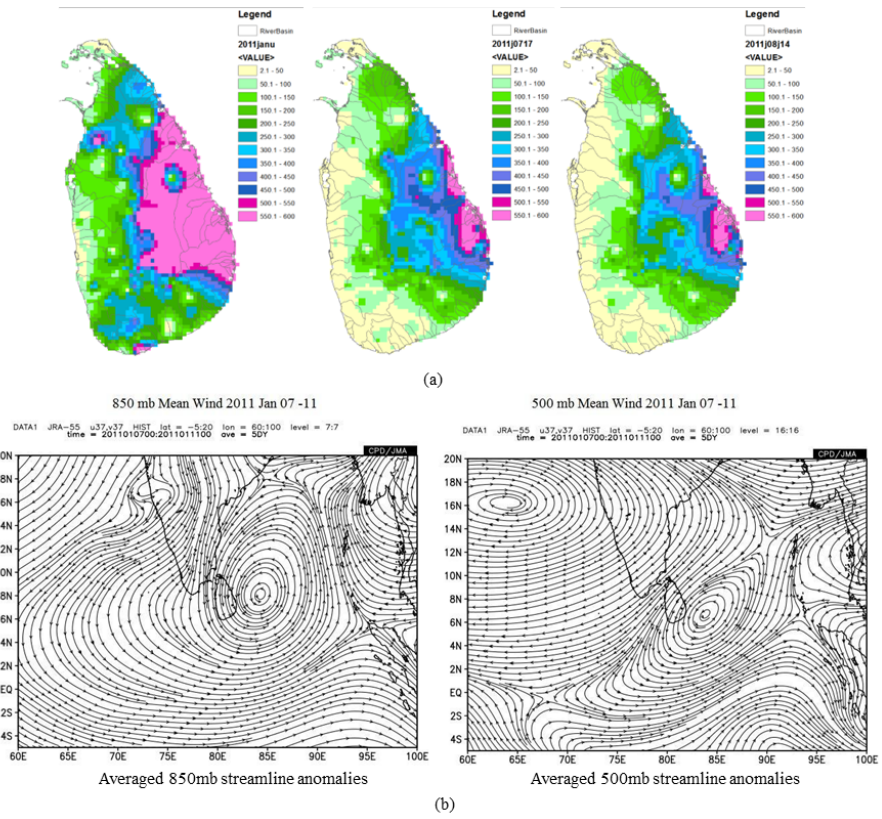 Legend
RiverBasin
2011janu
<VALUE>
2.1 - 50
50.1 - 100
100.1 - 150
150.1 - 200
200.1 - 250
250.1 - 300
300.1 - 350
350.1 - 400
400.1 - 450
450.1 - 500
500.1 - 550
550.1 - 600
Legend
RiverBasin
2011j0717
<VALUE>
2.1 - 50
50.1 - 100
100.1 - 150
150.1 - 200
200.1 - 250
250.1 - 300
300.1 - 350
350.1 - 400
400.1 - 450
450.1 - 500
500.1 - 550
550.1 - 600
Legend
RiverBasin
2011j08j14
<VALUE>
2.1 - 50
50.1 - 100
100.1 - 150
150.1 - 200
200.1 - 250
250.1 - 300
300.1 - 350
350.1 - 400
400.1 - 450
450.1 - 500
500.1 - 550
550.1 - 600
(a)
850 mb Mean Wind 2011 Jan 07 -11
DATA1 JRA-55 u37,v37 HIST lat = -5:20 lon = 60:100 level = 7:7
time = 2011010700:2011011100 ave = 5DY
CPD/JMA
0N
8N
6N
4N
2N
0N
8N
6N
4N
2N
EQ
2S
4S
60E 65E 70E 75E 80E 85E 90E 95E 100E
Averaged 850mb streamline anomalies
500 mb Mean Wind 2011 Jan 07 -11
DATA1 JRA-55 u37,v37 HIST lat = -5:20 lon = 60:100 level = 16:16
time = 2011010700:2011011100 ave = 5DY
CPD/JMA
20N
18N
16N
14N
12N
10N
8N
6N
4N
2N
EQ
2S
4S
60E 65E 70E 75E 80E 85E 90E 95E 100E
Averaged 500mb streamline anomalies
(b)